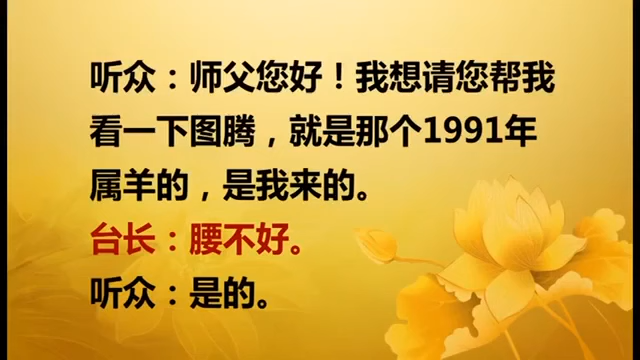 听众：师父您好！我想请您帮我
看一下图腾，就是那个1991年
属羊的，是我来的。
台长：腰不好。
听众：是的。